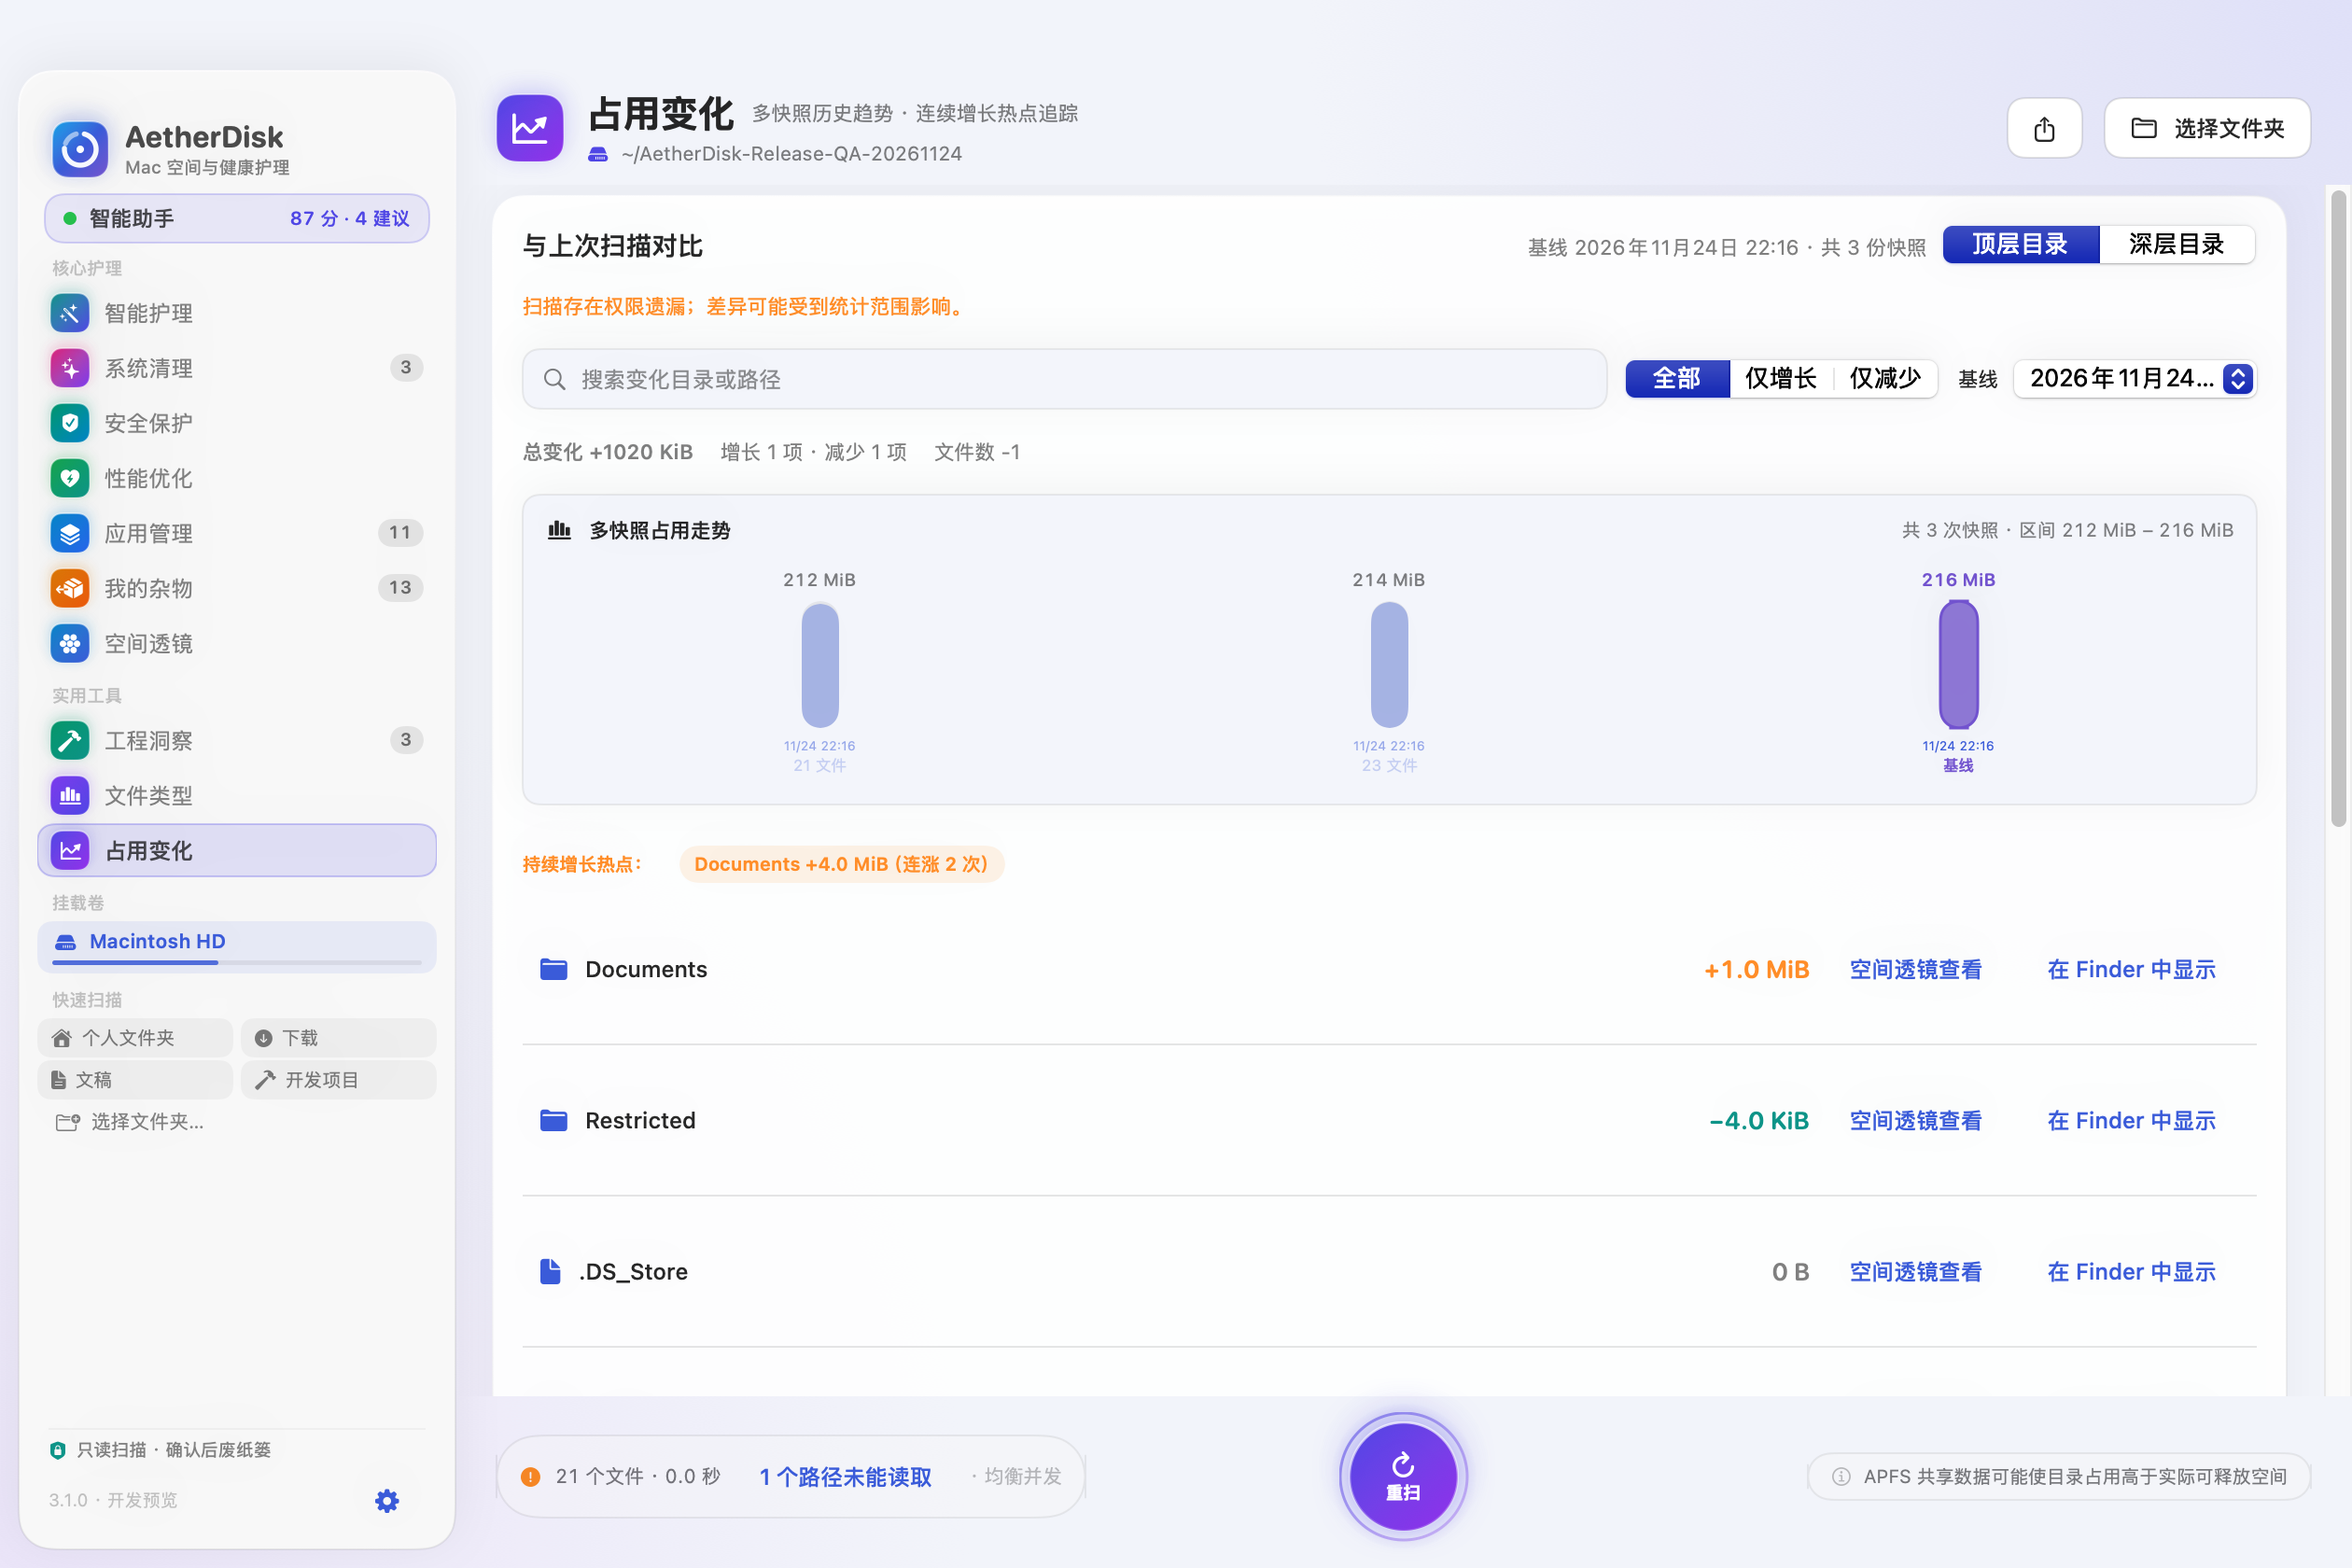 AetherDisk
Mac 空间与健康护理
智能助手 87 分 · 4 建议
核心护理
智能护理
系统清理 3
安全保护
性能优化
应用管理 11
我的杂物 13
空间透镜
实用工具
工程洞察 3
文件类型
占用变化
挂载卷
Macintosh HD
快速扫描
个人文件夹 下载
文稿 开发项目
选择文件夹...
只读扫描 · 确认后废纸篓
3.1.0 · 开发预览
占用变化 多快照历史趋势 · 连续增长热点追踪
~/AetherDisk-Release-QA-20261124
选择文件夹
与上次扫描对比 基线 2026年11月24日 22:16 · 共 3 份快照 顶层目录 深层目录
扫描存在权限遗漏；差异可能受到统计范围影响。
搜索变化目录或路径 全部 仅增长 仅减少 基线 2026年11月24...
总变化 +1020 KiB 增长 1 项 · 减少 1 项 文件数 -1
多快照占用走势 共 3 次快照 · 区间 212 MiB – 216 MiB
212 MiB 214 MiB 216 MiB
11/24 22:16 11/24 22:16 11/24 22:16
21 文件 23 文件 基线
持续增长热点： Documents +4.0 MiB (连涨 2 次)
Documents +1.0 MiB 空间透镜查看 在 Finder 中显示
Restricted −4.0 KiB 空间透镜查看 在 Finder 中显示
.DS_Store 0 B 空间透镜查看 在 Finder 中显示
21 个文件 · 0.0 秒 1 个路径未能读取 · 均衡并发
重扫
APFS 共享数据可能使目录占用高于实际可释放空间